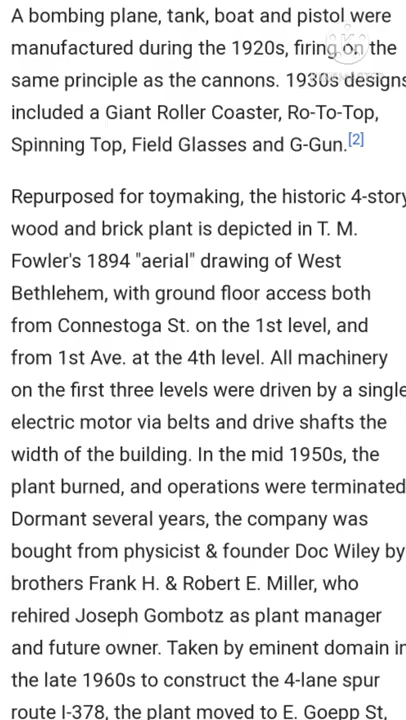 A bombing plane, tank, boat and pistol were
manufactured during the 1920s, firing on the
same principle as the cannons. 1930s designs
included a Giant Roller Coaster, Ro-To-Top,
Spinning Top, Field Glasses and G-Gun.[2]
Repurposed for toymaking, the historic 4-story
wood and brick plant is depicted in T. M.
Fowler's 1894 "aerial" drawing of West
Bethlehem, with ground floor access both
from Connestoga St. on the 1st level, and
from 1st Ave. at the 4th level. All machinery
on the first three levels were driven by a single
electric motor via belts and drive shafts the
width of the building. In the mid 1950s, the
plant burned, and operations were terminated
Dormant several years, the company was
bought from physicist & founder Doc Wiley by
brothers Frank H. & Robert E. Miller, who
rehired Joseph Gombotz as plant manager
and future owner. Taken by eminent domain in
the late 1960s to construct the 4-lane spur
route I-378, the plant moved to E. Goepp St,